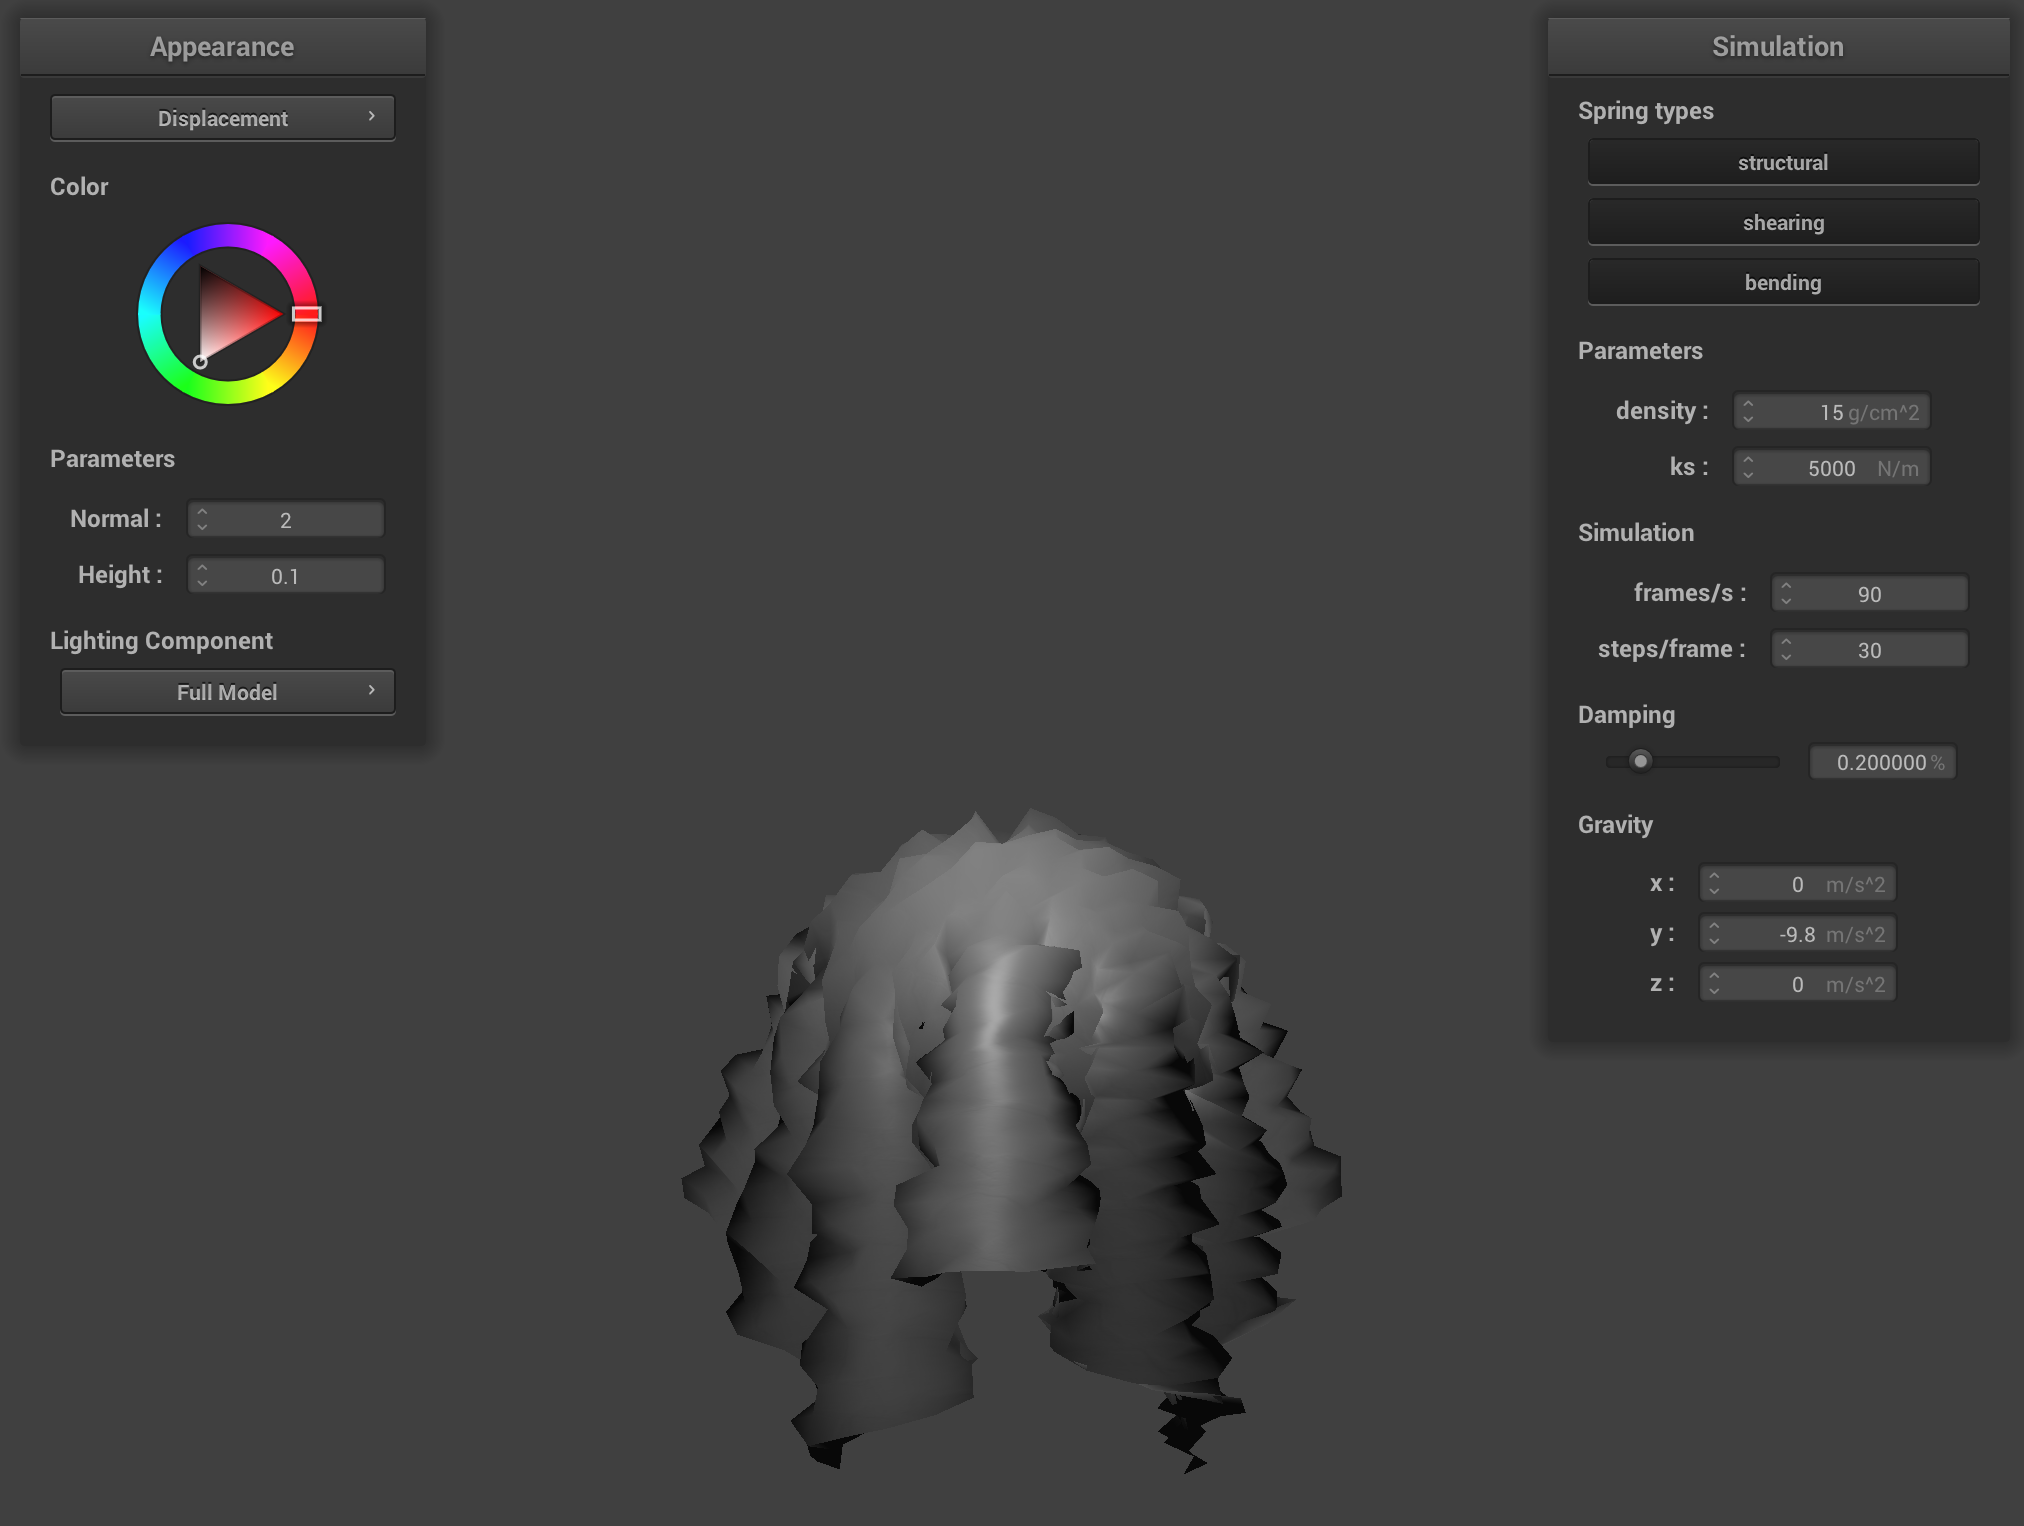 Appearance
Displacement
Color
Parameters
Normal : 2
Height : 0.1
Lighting Component
Full Model
Simulation
Spring types
structural
shearing
bending
Parameters
density : 15 g/cm^2
ks : 5000 N/m
Simulation
frames/s : 90
steps/frame : 30
Damping
0.200000 %
Gravity
x : 0 m/s^2
y : -9.8 m/s^2
z : 0 m/s^2